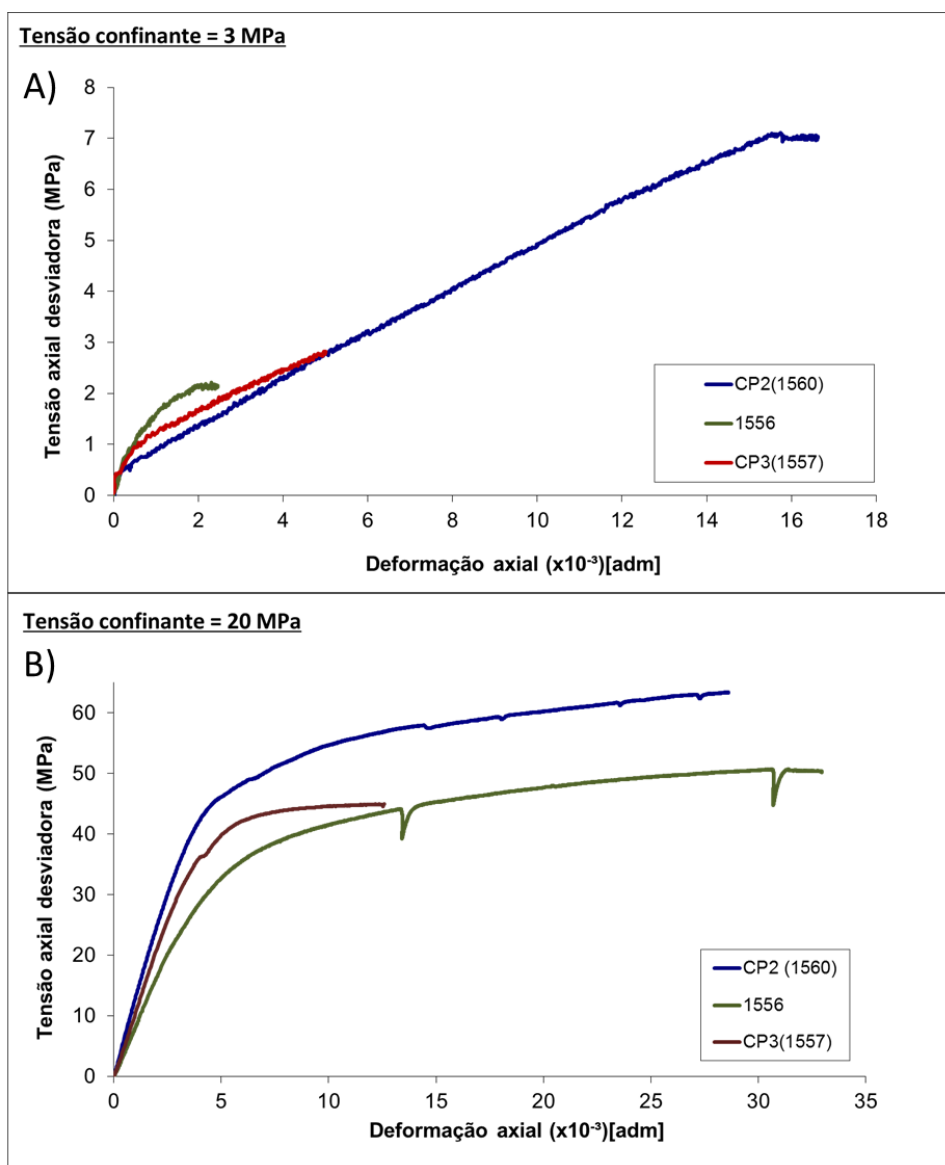 Tensão confinante = 3 MPa
A)
8
7
6
5
4
3
2
1
0
Tensão axial desviadora (MPa)
CP2(1560)
1556
CP3(1557)
0 2 4 6 8 10 12 14 16 18
Deformação axial (x10⁻³)[adm]
Tensão confinante = 20 MPa
B)
60
50
40
30
20
10
0
Tensão axial desviadora (MPa)
CP2 (1560)
1556
CP3(1557)
0 5 10 15 20 25 30 35
Deformação axial (x10⁻³)[adm]